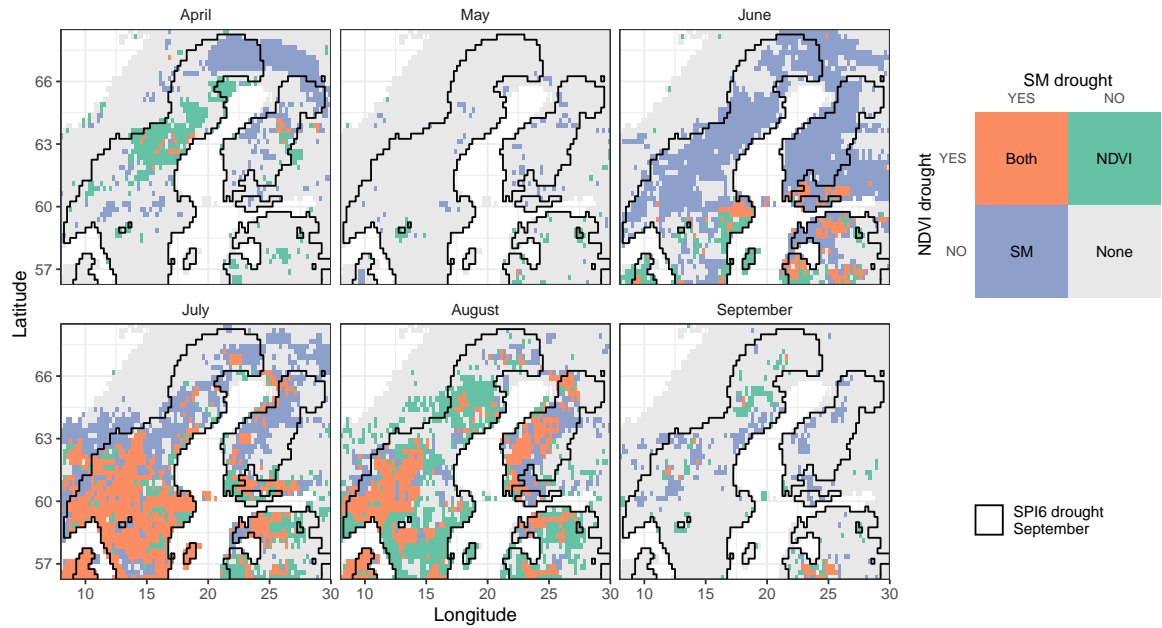 April
May
June
66
63
60
57
SM drought
YES
NO
NDVI drought
YES
NO
Both
NDVI
SM
None
Latitude
July
August
September
66
63
60
57
SPI6 drought
September
10
15
20
25
30
10
15
20
25
30
10
15
20
25
30
Longitude